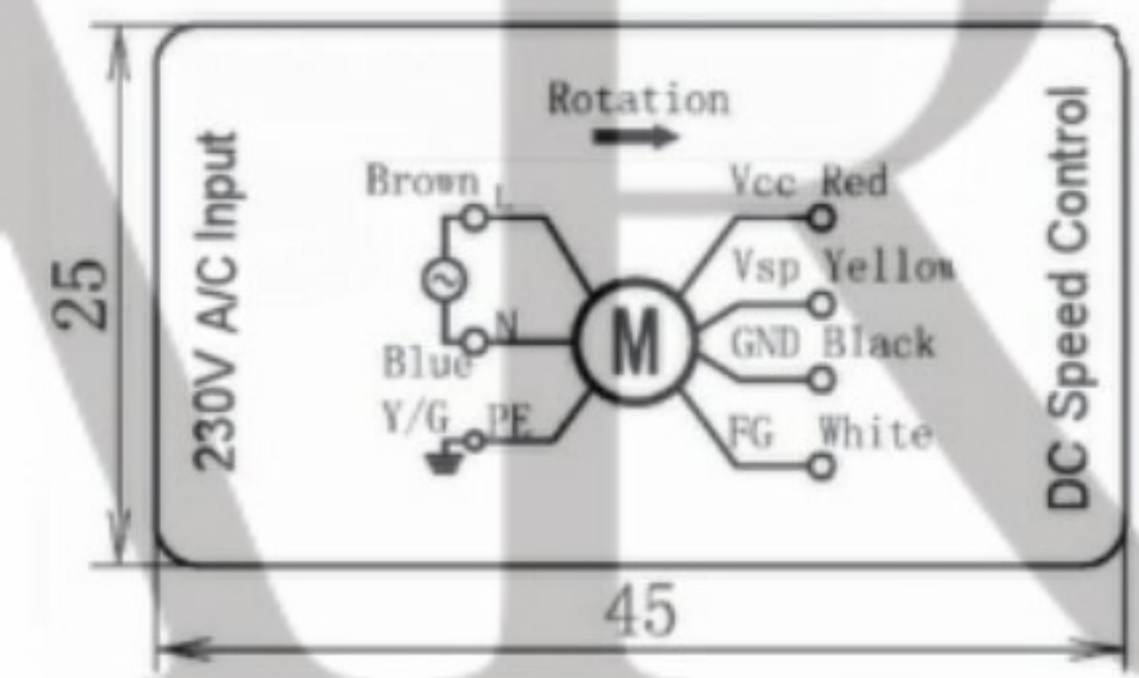 Rotation
Brown L
Vcc Red
Vsp Yellow
N
Blue
GND Black
Y/G PE
FG White
230V A/C Input
DC Speed Control
25
45